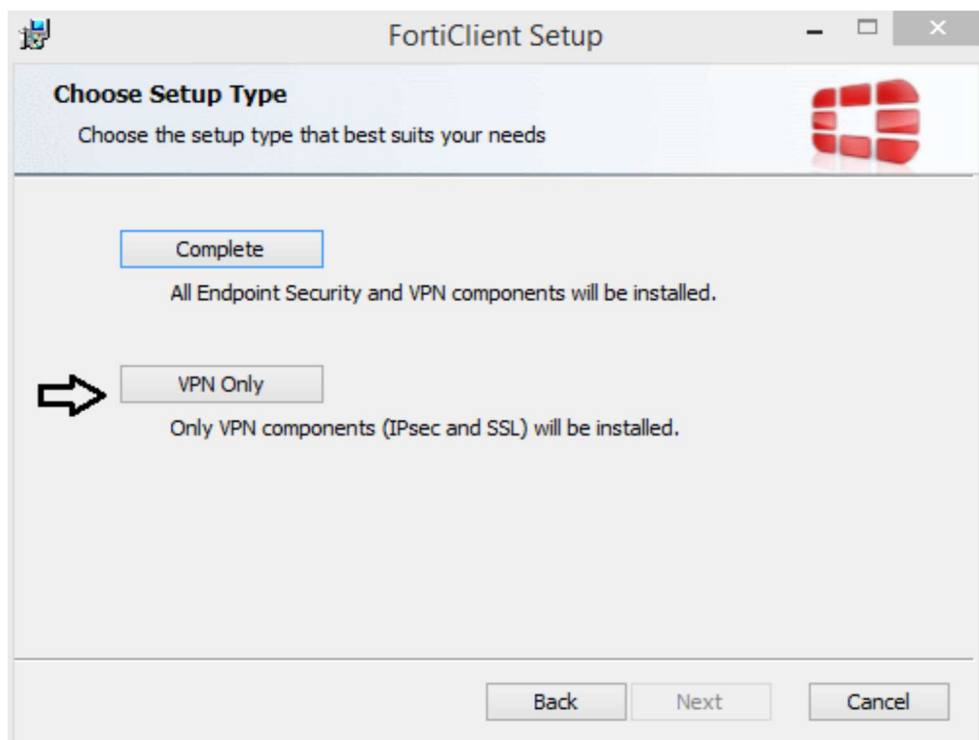 FortiClient Setup
Choose Setup Type
Choose the setup type that best suits your needs
Complete
All Endpoint Security and VPN components will be installed.
VPN Only
Only VPN components (IPsec and SSL) will be installed.
Back Next Cancel